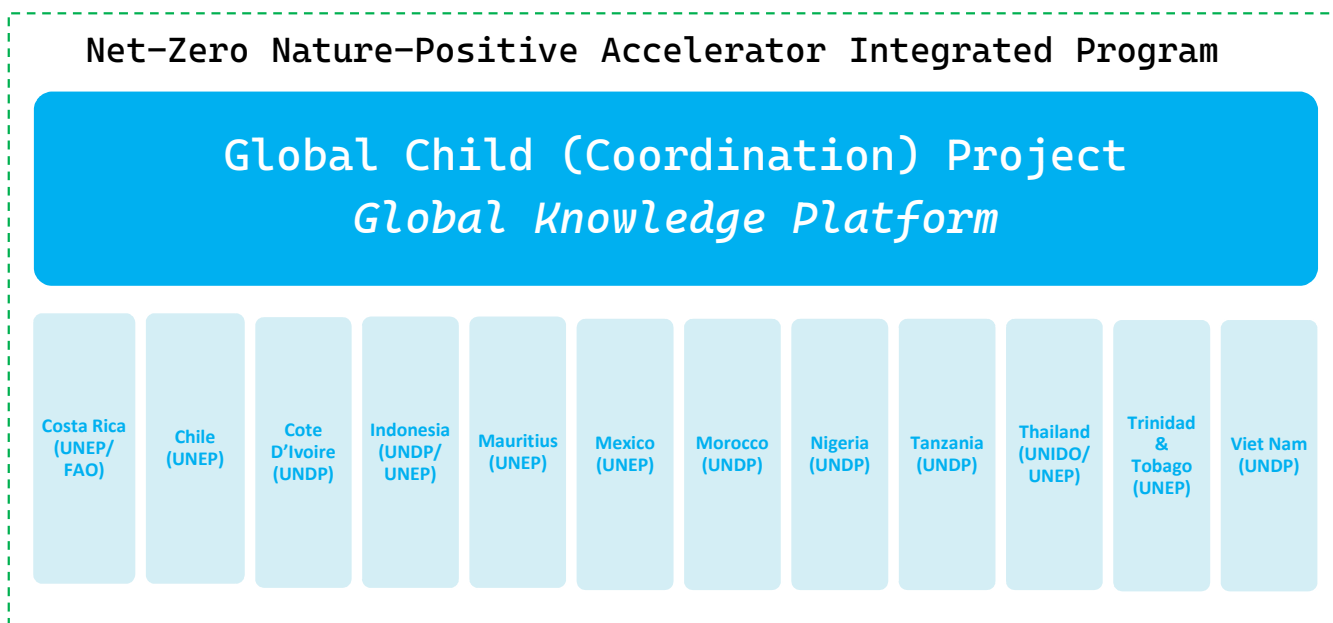 Net-Zero Nature-Positive Accelerator Integrated Program
Global Child (Coordination) Project
Global Knowledge Platform
Costa Rica
(UNEP/
FAO)
Chile
(UNEP)
Cote
D’Ivoire
(UNDP)
Indonesia
(UNDP/
UNEP)
Mauritius
(UNEP)
Mexico
(UNEP)
Morocco
(UNDP)
Nigeria
(UNDP)
Tanzania
(UNDP)
Thailand
(UNIDO/
UNEP)
Trinidad
&
Tobago
(UNEP)
Viet Nam
(UNDP)